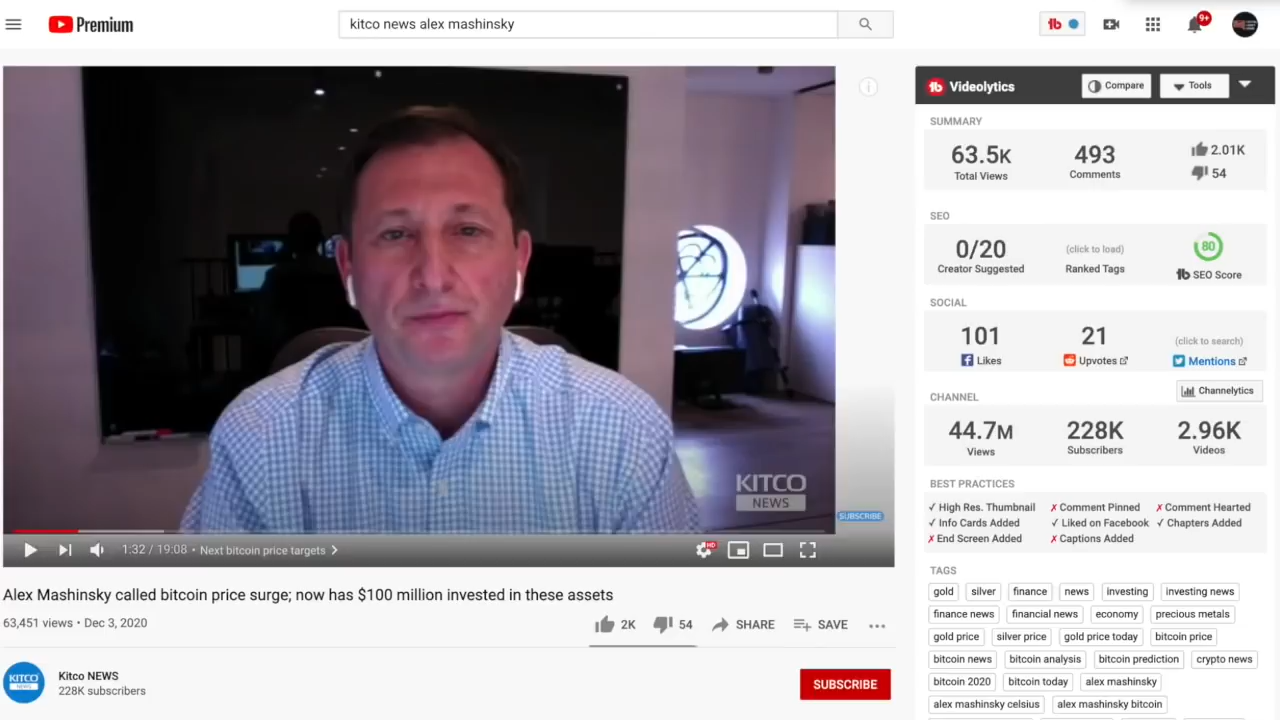 Premium
kitco news alex mashinsky
9+
KITCO
NEWS
SUBSCRIBE
1:32 / 19:08 • Next bitcoin price targets
HD
Alex Mashinsky called bitcoin price surge; now has $100 million invested in these assets
63,451 views • Dec 3, 2020
2K
54
SHARE
SAVE
KITCO
NEWS
Kitco NEWS
228K subscribers
SUBSCRIBE
tb
tb Videolytics
Compare
Tools
SUMMARY
63.5K
Total Views
493
Comments
2.01K
54
SEO
0/20
Creator Suggested
(click to load)
Ranked Tags
80
tb SEO Score
SOCIAL
101
Likes
21
Upvotes
(click to search)
Mentions
CHANNEL
Channelytics
44.7M
Views
228K
Subscribers
2.96K
Videos
BEST PRACTICES
✓ High Res. Thumbnail ✗ Comment Pinned ✗ Comment Hearted
✓ Info Cards Added ✓ Liked on Facebook ✓ Chapters Added
✗ End Screen Added ✗ Captions Added
TAGS
gold silver finance news investing investing news
finance news financial news economy precious metals
gold price silver price gold price today bitcoin price
bitcoin news bitcoin analysis bitcoin prediction crypto news
bitcoin 2020 bitcoin today alex mashinsky
alex mashinsky celsius alex mashinsky bitcoin